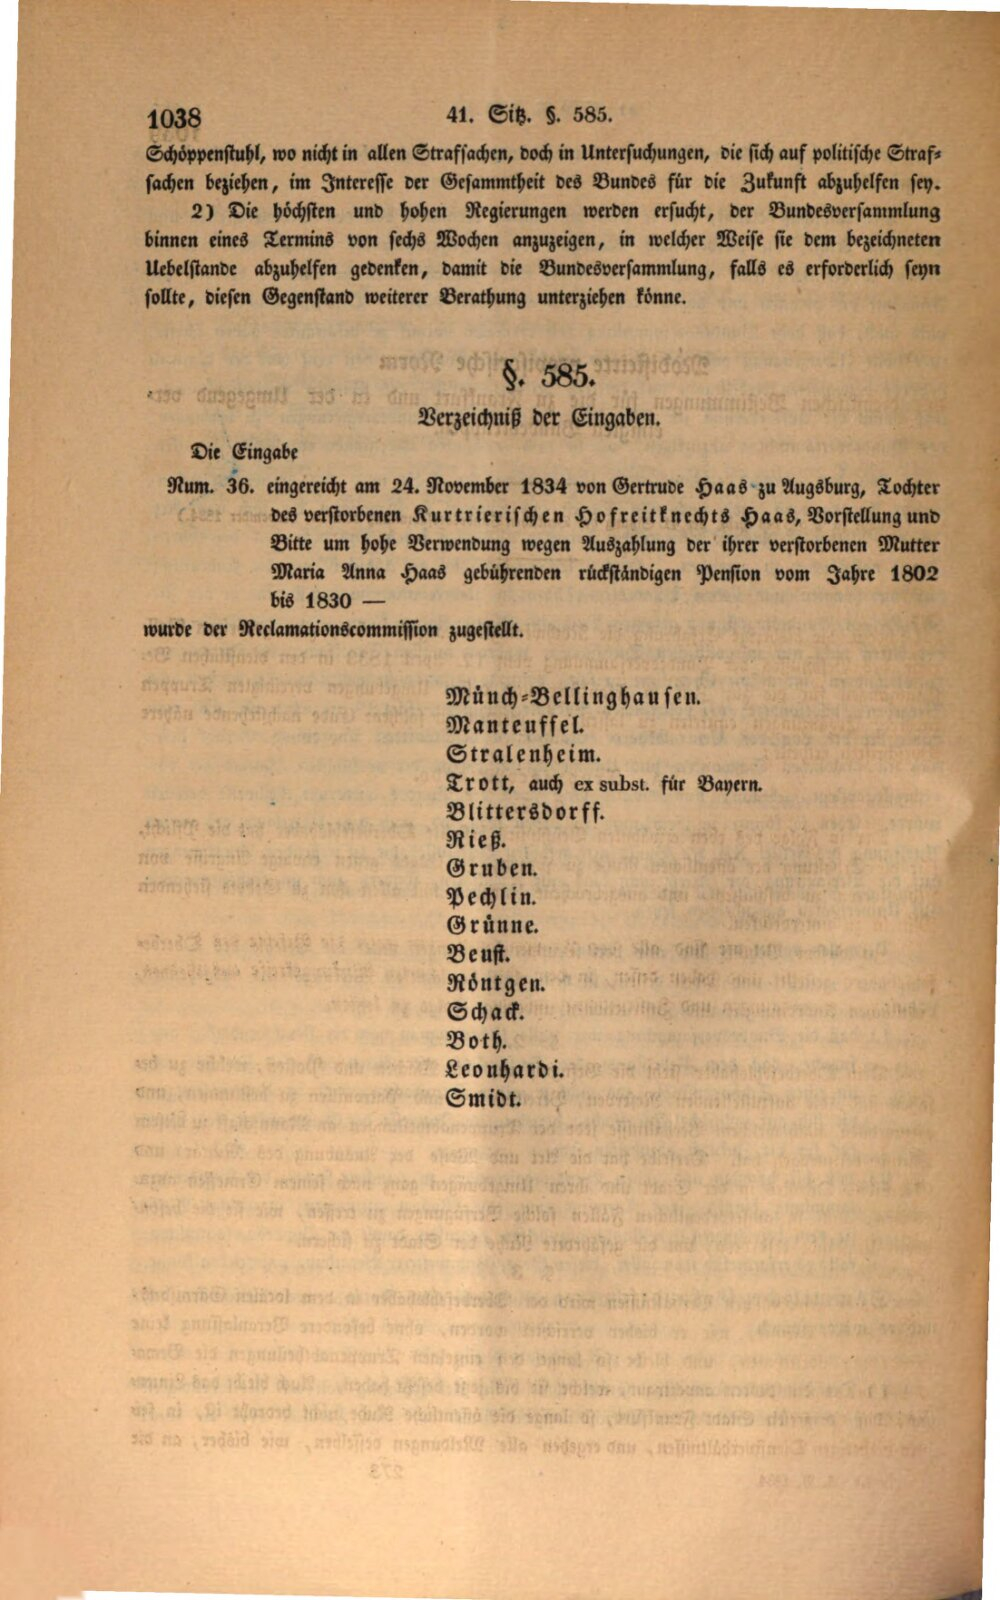 1038
41. Sitz. §. 585.
Schöppenstuhl, wo nicht in allen Strafsachen, doch in Untersuchungen, die sich auf politische Straf-
sachen beziehen, im Interesse der Gesammtheit des Bundes für die Zukunft abzuhelfen sey.
2) Die höchsten und hohen Regierungen werden ersucht, der Bundesversammlung
binnen eines Termins von sechs Wochen anzuzeigen, in welcher Weise sie dem bezeichneten
Uebelstande abzuhelfen gedenken, damit die Bundesversammlung, falls es erforderlich seyn
sollte, diesen Gegenstand weiterer Berathung unterziehen könne.
§. 585.
Verzeichniß der Eingaben.
Die Eingabe
Num. 36. eingereicht am 24. November 1834 von Gertrude Haas zu Augsburg, Tochter
des verstorbenen Kurtrierischen Hofreitknechts Haas, Vorstellung und
Bitte um hohe Verwendung wegen Auszahlung der ihrer verstorbenen Mutter
Maria Anna Haas gebührenden rückständigen Pension vom Jahre 1802
bis 1830 —
wurde der Reclamationscommission zugestellt.
Münch-Bellinghausen.
Manteuffel.
Stralenheim.
Trott, auch ex subst. für Bayern.
Blittersdorff.
Rieß.
Gruben.
Pechlin.
Grünne.
Beust.
Röntgen.
Schack.
Both.
Leonhardi.
Smidt.